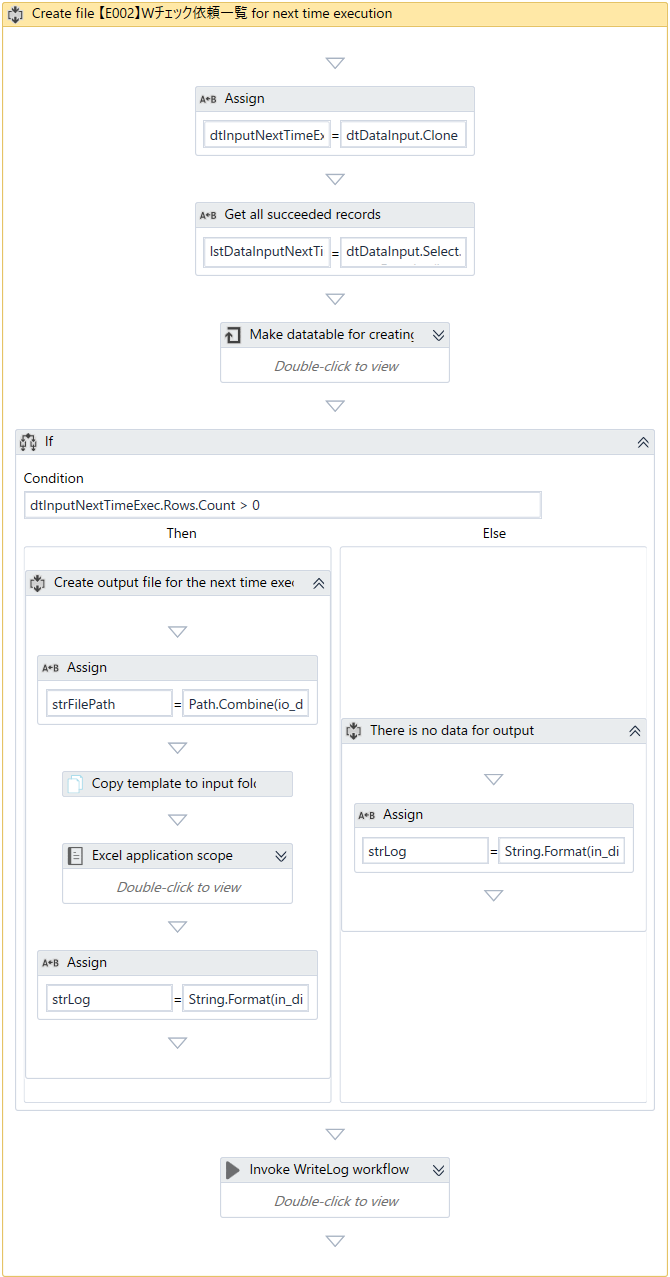 Create file 【E002】Wチェック依頼一覧 for next time execution
A←B Assign
dtInputNextTimeEx = dtDataInput.Clone
A←B Get all succeeded records
lstDataInputNextTi = dtDataInput.Select.
Make datatable for creating
Double-click to view
If
Condition
dtInputNextTimeExec.Rows.Count > 0
Then
Else
Create output file for the next time exec
A←B Assign
strFilePath = Path.Combine(io_d
Copy template to input fol
Excel application scope
Double-click to view
A←B Assign
strLog = String.Format(in_di
There is no data for output
A←B Assign
strLog = String.Format(in_di
Invoke WriteLog workflow
Double-click to view